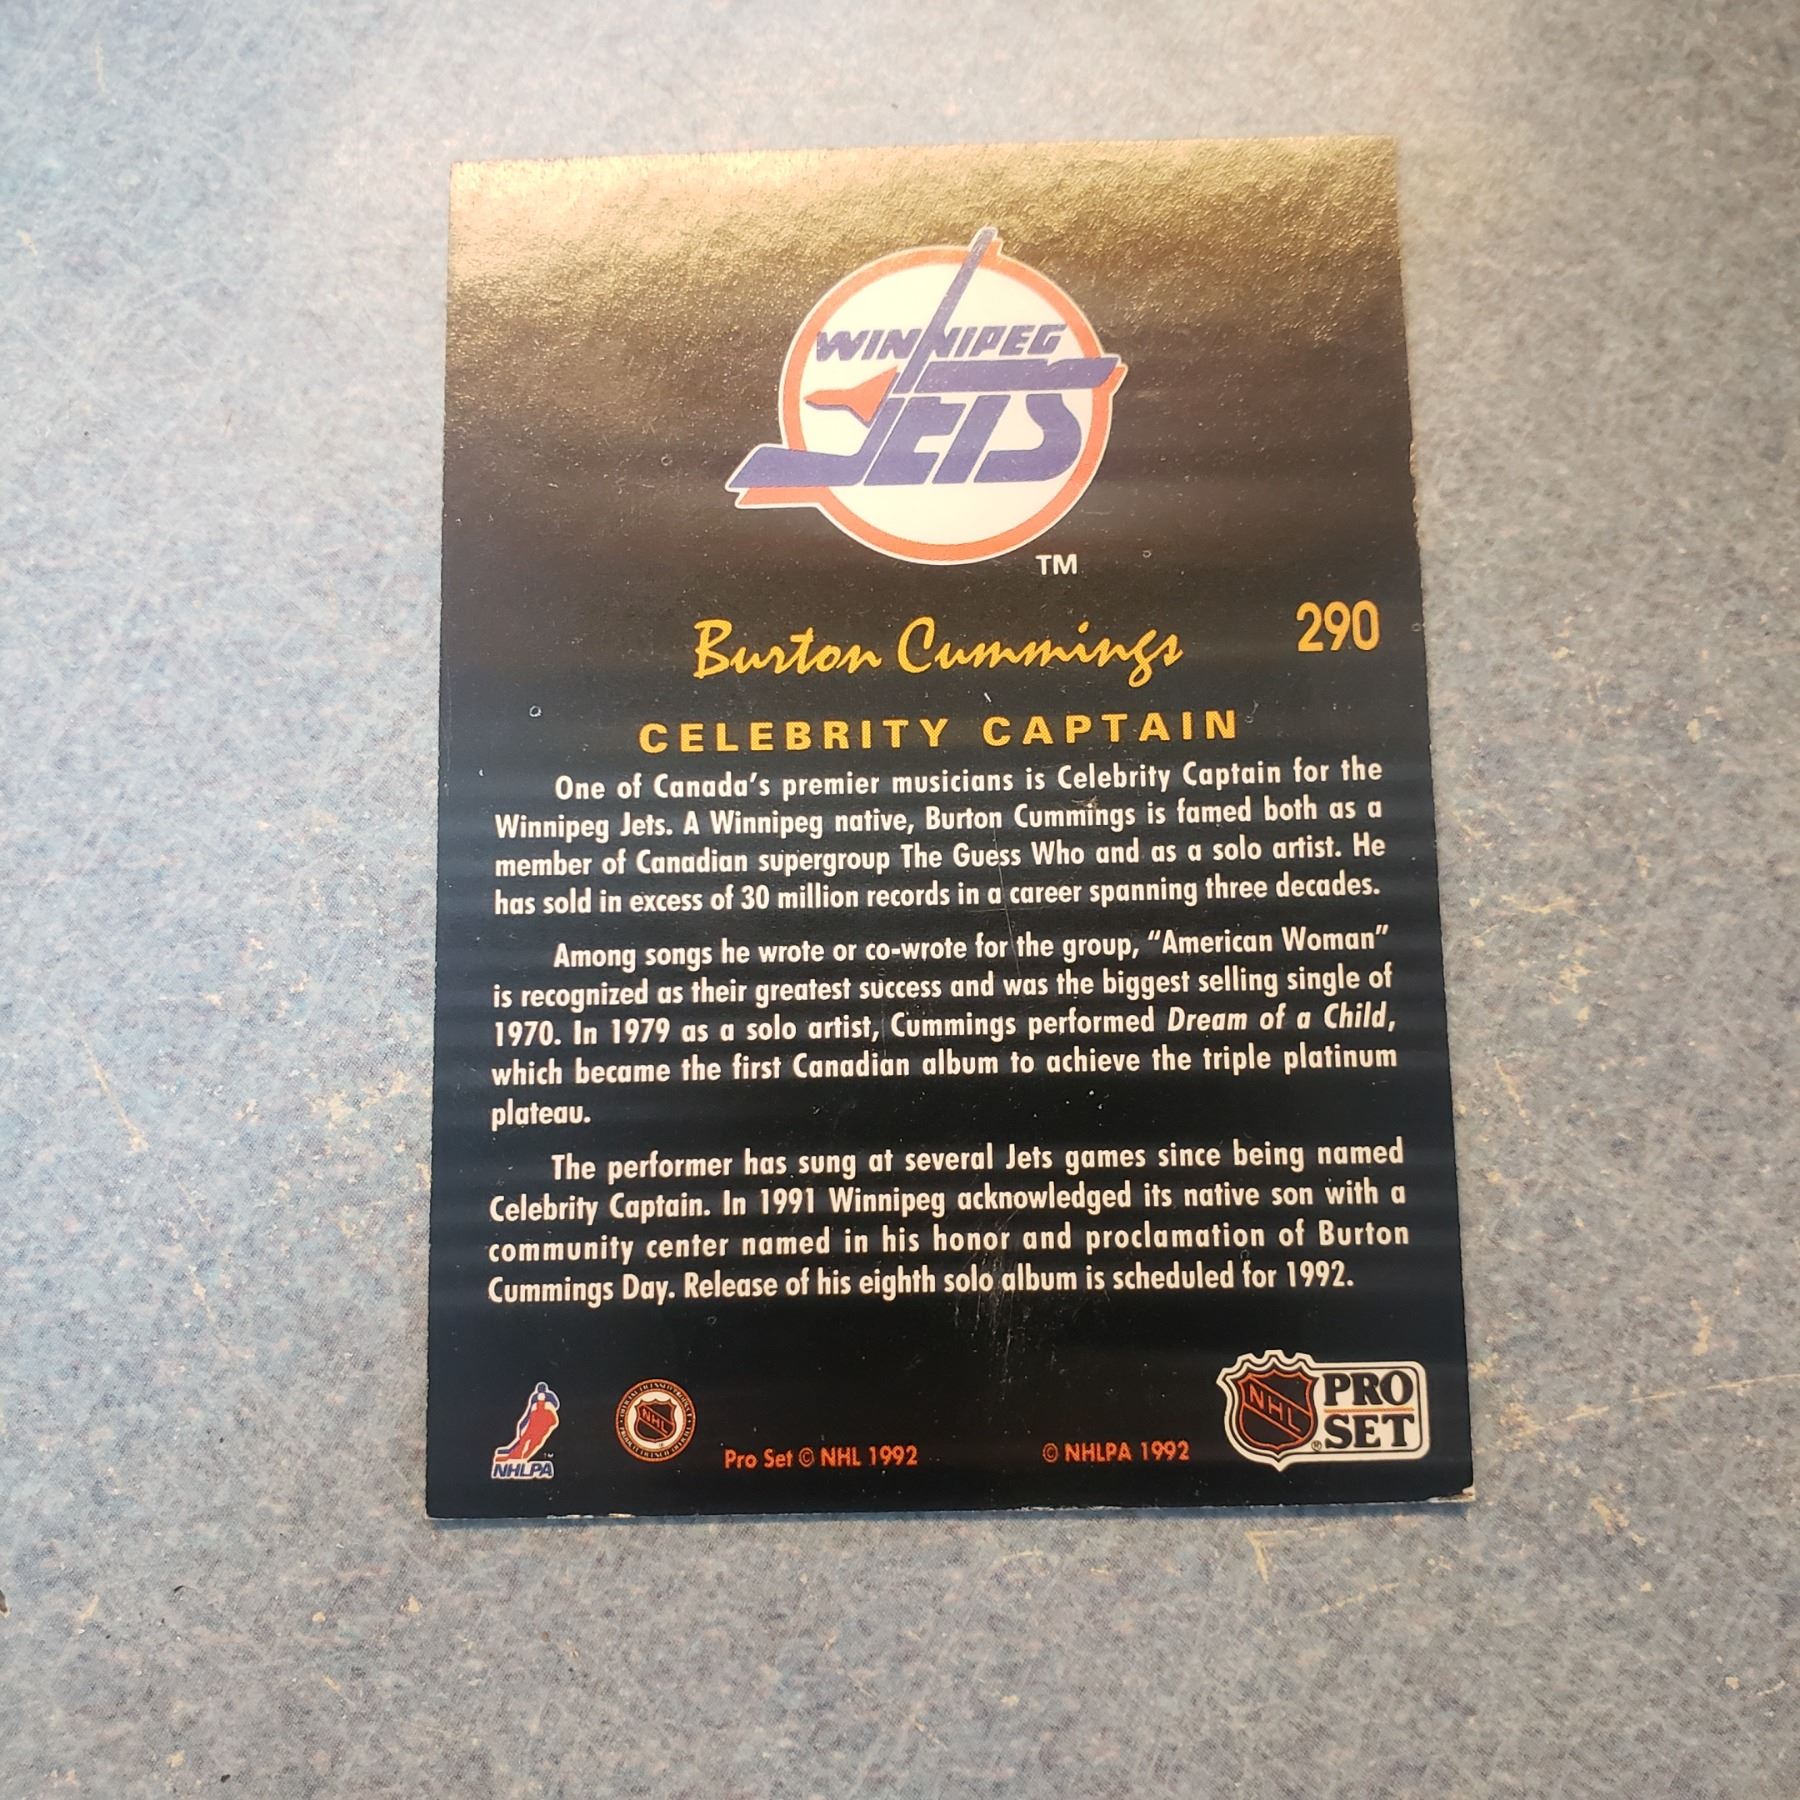 WINNIPEG
JETS
TM
Burton Cummings
290
CELEBRITY CAPTAIN
One of Canada's premier musicians is Celebrity Captain for the
Winnipeg Jets. A Winnipeg native, Burton Cummings is famed both as a
member of Canadian supergroup The Guess Who and as a solo artist. He
has sold in excess of 30 million records in a career spanning three decades.
Among songs he wrote or co-wrote for the group, "American Woman"
is recognized as their greatest success and was the biggest selling single of
1970. In 1979 as a solo artist, Cummings performed Dream of a Child,
which became the first Canadian album to achieve the triple platinum
plateau.
The performer has sung at several Jets games since being named
Celebrity Captain. In 1991 Winnipeg acknowledged its native son with a
community center named in his honor and proclamation of Burton
Cummings Day. Release of his eighth solo album is scheduled for 1992.
NHLPA
TM
NHL
Pro Set © NHL 1992
© NHLPA 1992
NHL
PRO
SET
®